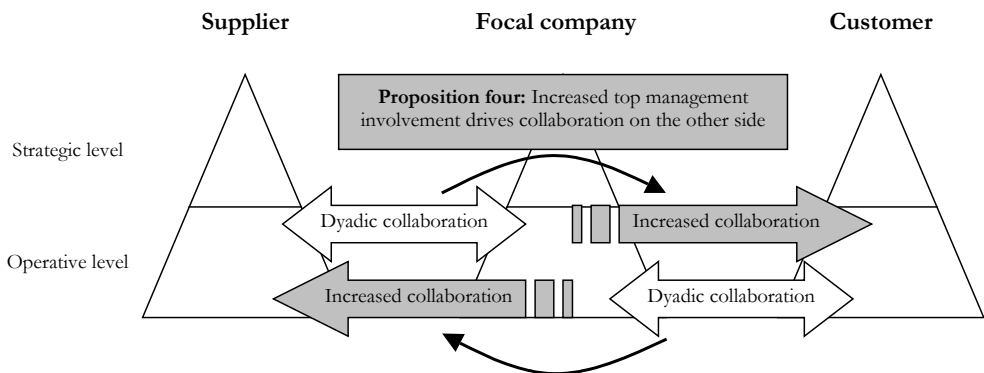 Supplier
Focal company
Customer
Proposition four: Increased top management
involvement drives collaboration on the other side
Strategic level
Dyadic collaboration
Increased collaboration
Operative level
Increased collaboration
Dyadic collaboration